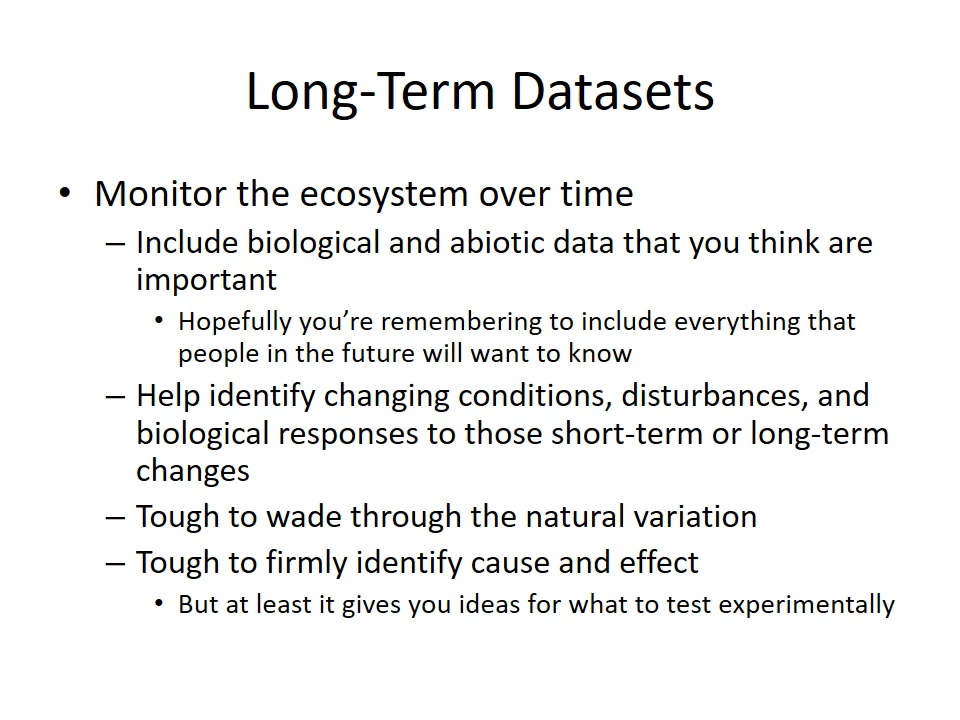 Long-Term Datasets
• Monitor the ecosystem over time
– Include biological and abiotic data that you think are
important
• Hopefully you’re remembering to include everything that
people in the future will want to know
– Help identify changing conditions, disturbances, and
biological responses to those short-term or long-term
changes
– Tough to wade through the natural variation
– Tough to firmly identify cause and effect
• But at least it gives you ideas for what to test experimentally